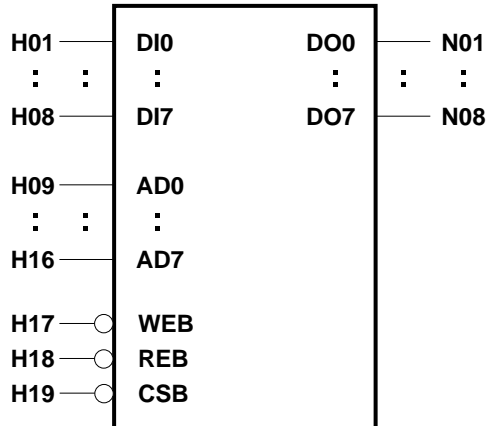 H01 DI0 DO0 N01
: : : : : :
H08 DI7 DO7 N08
H09 AD0
: : :
H16 AD7
H17 WEB
H18 REB
H19 CSB